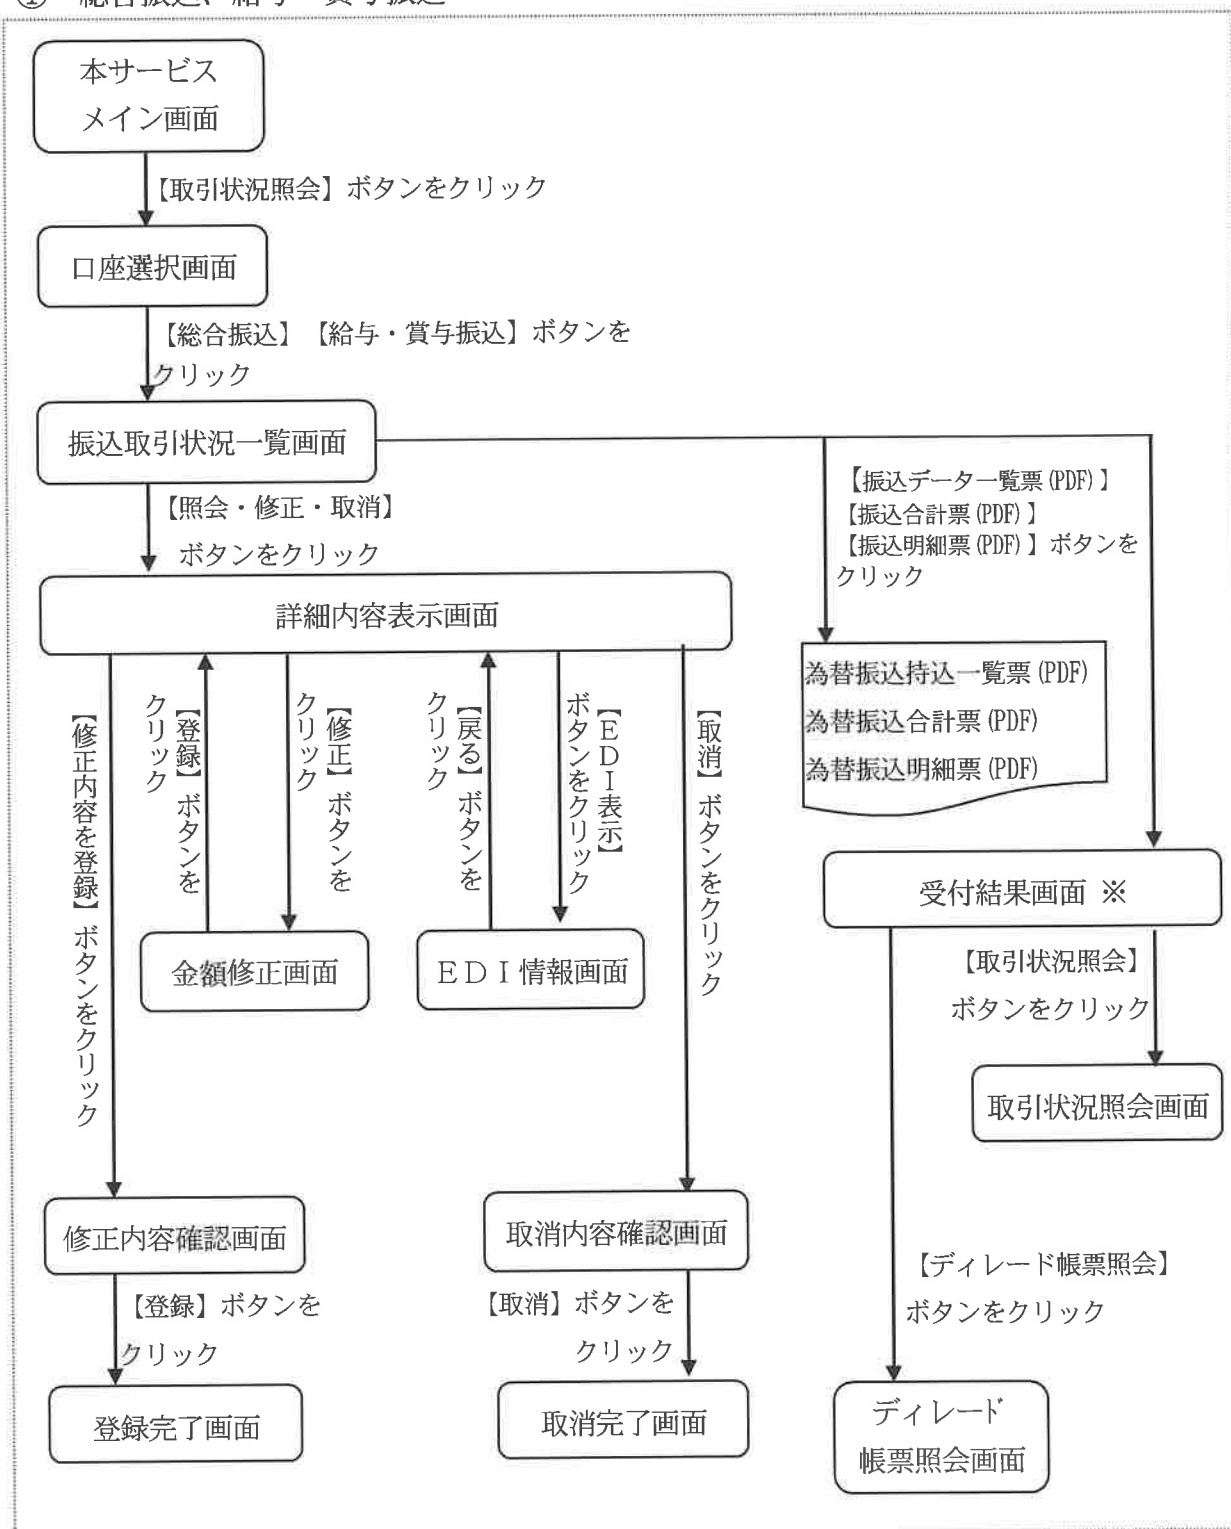 ① 総合振込、給与・賞与振込
本サービス
メイン画面
【取引状況照会】ボタンをクリック
口座選択画面
【総合振込】【給与・賞与振込】ボタンを
クリック
振込取引状況一覧画面
【照会・修正・取消】
ボタンをクリック
【振込データ一覧票(PDF)】
【振込合計票(PDF)】
【振込明細票(PDF)】ボタンを
クリック
詳細内容表示画面
為替振込持込一覧票(PDF)
為替振込合計票(PDF)
為替振込明細票(PDF)
【修正内容を登録】ボタンをクリック
【登録】ボタンを
クリック
【修正】ボタンを
クリック
【戻る】ボタンを
クリック
【EDI表示】
ボタンをクリック
【取消】ボタンをクリック
金額修正画面
EDI情報画面
受付結果画面 ※
【取引状況照会】
ボタンをクリック
取引状況照会画面
修正内容確認画面
取消内容確認画面
【登録】ボタンを
クリック
【取消】ボタンを
クリック
【ディレード帳票照会】
ボタンをクリック
登録完了画面
取消完了画面
ディレード
帳票照会画面